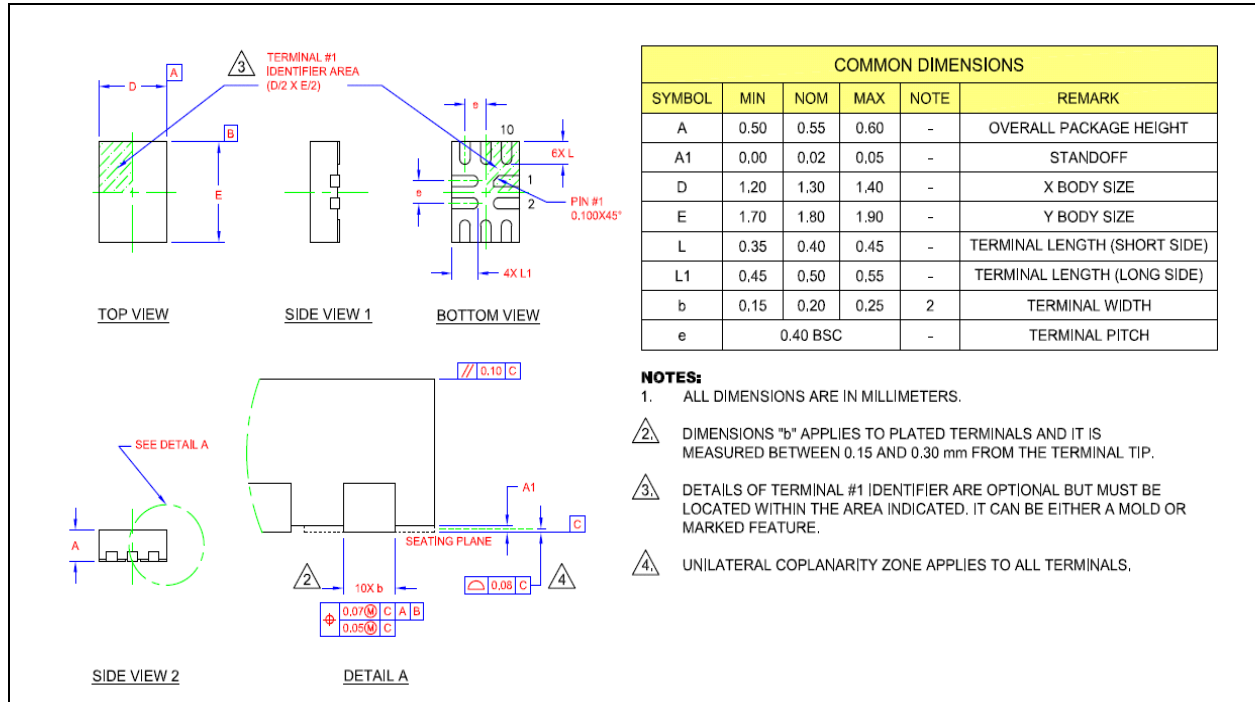 3
TERMINAL #1
IDENTIFIER AREA
(D/2 X E/2)
D
A
B
E
e
10
6X L
e
1
2
PIN #1
0.100X45°
4X L1
TOP VIEW
SIDE VIEW 1
BOTTOM VIEW
// 0.10 C
SEE DETAIL A
A
A1
C
SEATING PLANE
2
10X b
0.08 C
4
0.07 Ⓜ C A B
0.05 Ⓜ C
SIDE VIEW 2
DETAIL A
COMMON DIMENSIONS
SYMBOL MIN NOM MAX NOTE REMARK
A 0.50 0.55 0.60 - OVERALL PACKAGE HEIGHT
A1 0.00 0.02 0.05 - STANDOFF
D 1.20 1.30 1.40 - X BODY SIZE
E 1.70 1.80 1.90 - Y BODY SIZE
L 0.35 0.40 0.45 - TERMINAL LENGTH (SHORT SIDE)
L1 0.45 0.50 0.55 - TERMINAL LENGTH (LONG SIDE)
b 0.15 0.20 0.25 2 TERMINAL WIDTH
e 0.40 BSC - TERMINAL PITCH
NOTES:
1. ALL DIMENSIONS ARE IN MILLIMETERS.
2. DIMENSIONS "b" APPLIES TO PLATED TERMINALS AND IT IS
MEASURED BETWEEN 0.15 AND 0.30 mm FROM THE TERMINAL TIP.
3. DETAILS OF TERMINAL #1 IDENTIFIER ARE OPTIONAL BUT MUST BE
LOCATED WITHIN THE AREA INDICATED. IT CAN BE EITHER A MOLD OR
MARKED FEATURE.
4. UNILATERAL COPLANARITY ZONE APPLIES TO ALL TERMINALS.